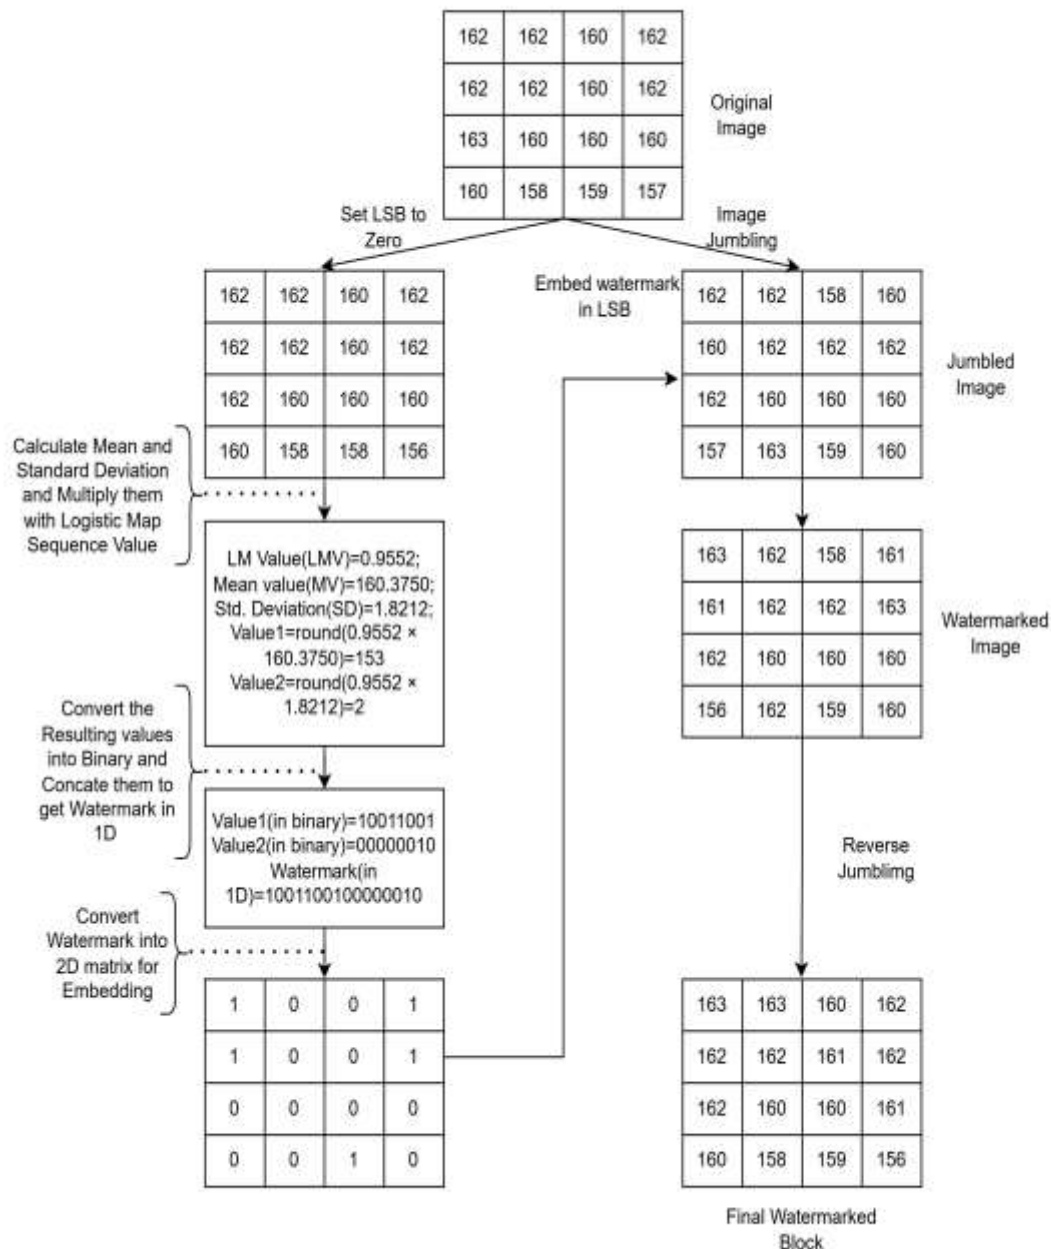 162 162 160 162
162 162 160 162
163 160 160 160
160 158 159 157
Original
Image
Set LSB to
Zero
Image
Jumbling
162 162 160 162
162 162 160 162
162 160 160 160
160 158 158 156
Embed watermark
in LSB
162 162 158 160
160 162 162 162
162 160 160 160
157 163 159 160
Jumbled
Image
Calculate Mean and
Standard Deviation
and Multiply them
with Logistic Map
Sequence Value
LM Value(LMV)=0.9552;
Mean value(MV)=160.3750;
Std. Deviation(SD)=1.8212;
Value1=round(0.9552 ×
160.3750)=153
Value2=round(0.9552 ×
1.8212)=2
163 162 158 161
161 162 162 163
162 160 160 160
156 162 159 160
Watermarked
Image
Convert the
Resulting values
into Binary and
Concate them to
get Watermark in
1D
Value1(in binary)=10011001
Value2(in binary)=00000010
Watermark(in
1D)=1001100100000010
Reverse
Jumblimg
Convert
Watermark into
2D matrix for
Embedding
1 0 0 1
1 0 0 1
0 0 0 0
0 0 1 0
163 163 160 162
162 162 161 162
162 160 160 161
160 158 159 156
Final Watermarked
Block